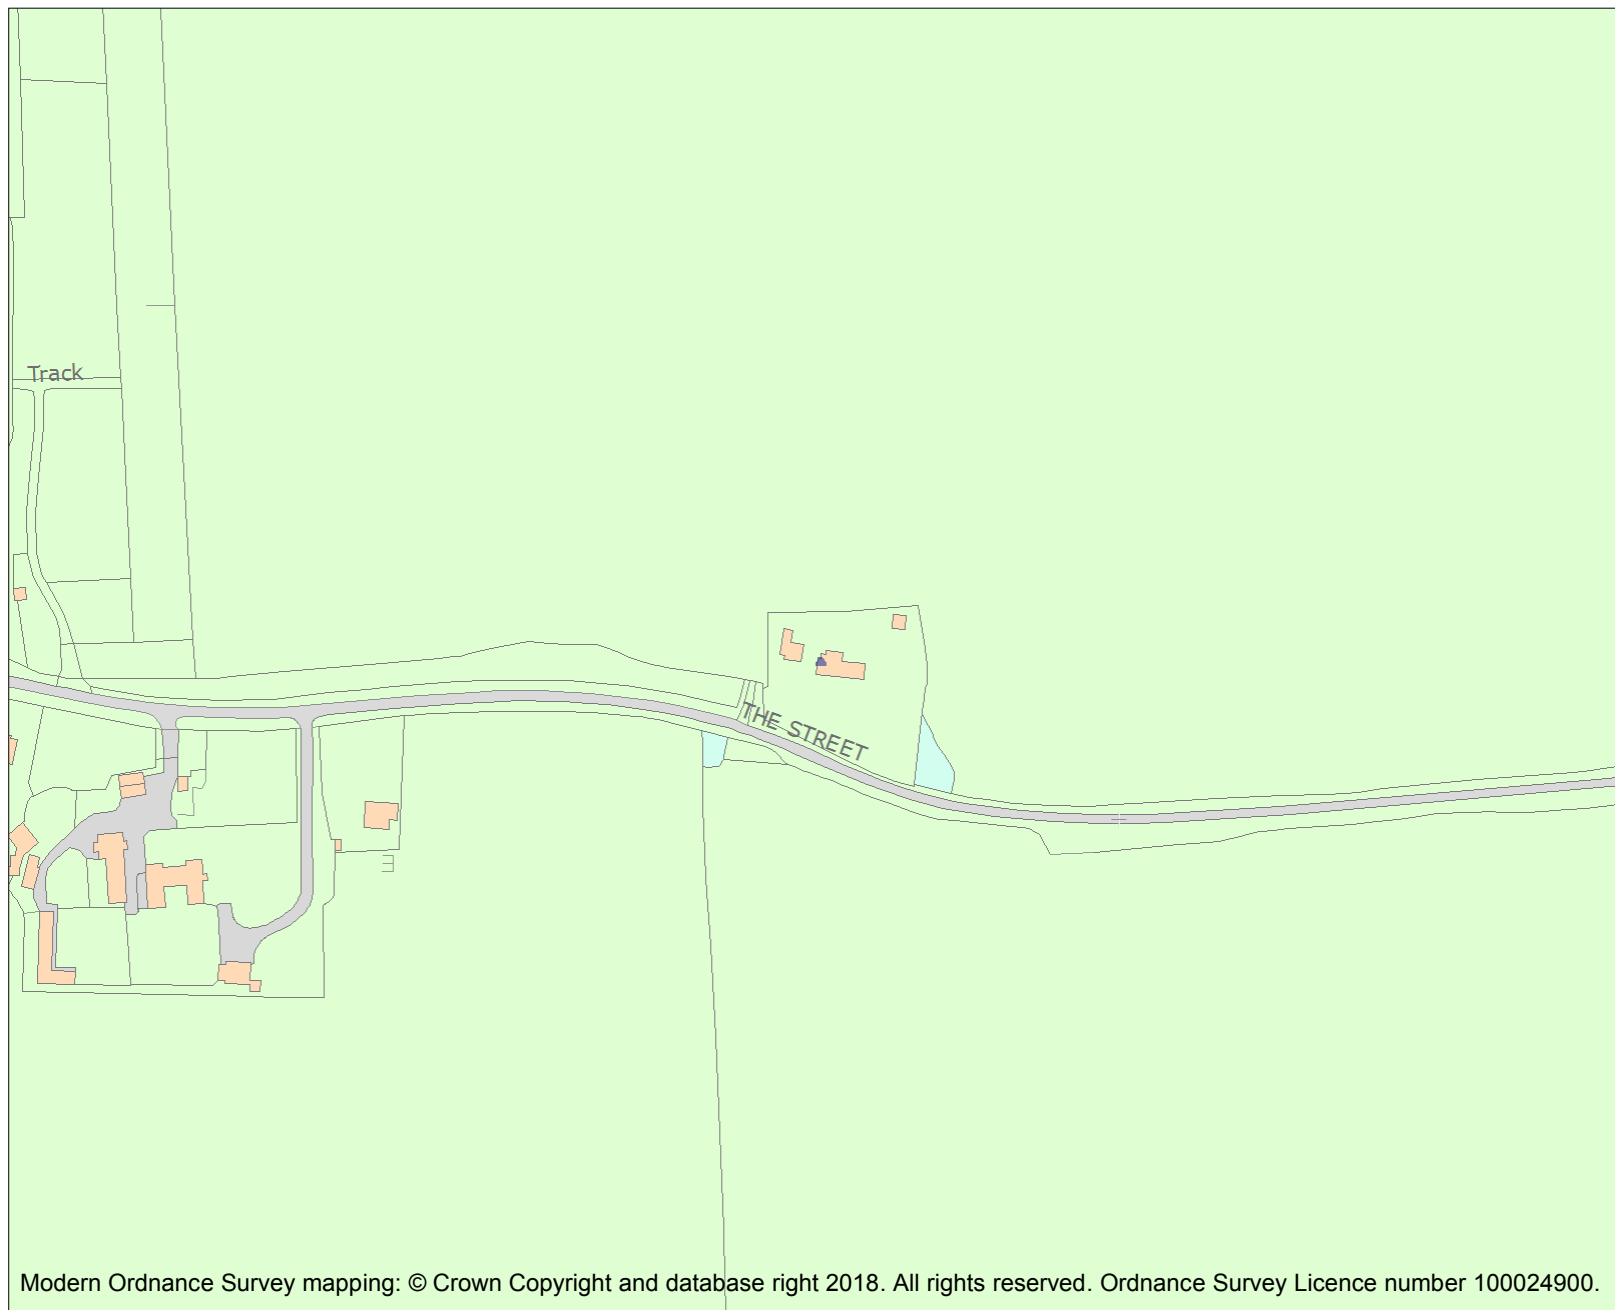 Track
THE STREET
Modern Ordnance Survey mapping: © Crown Copyright and database right 2018. All rights reserved. Ordnance Survey Licence number 100024900.